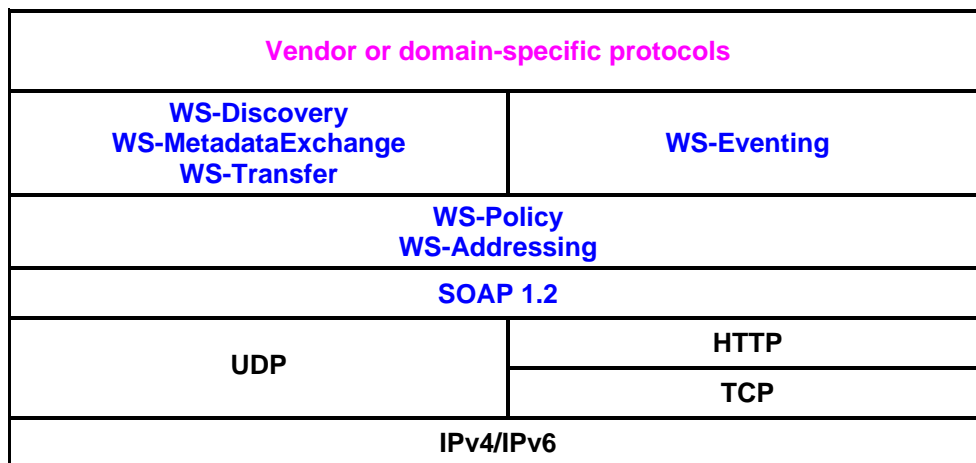 Vendor or domain-specific protocols
WS-Discovery
WS-MetadataExchange
WS-Transfer
WS-Eventing
WS-Policy
WS-Addressing
SOAP 1.2
UDP
HTTP
TCP
IPv4/IPv6